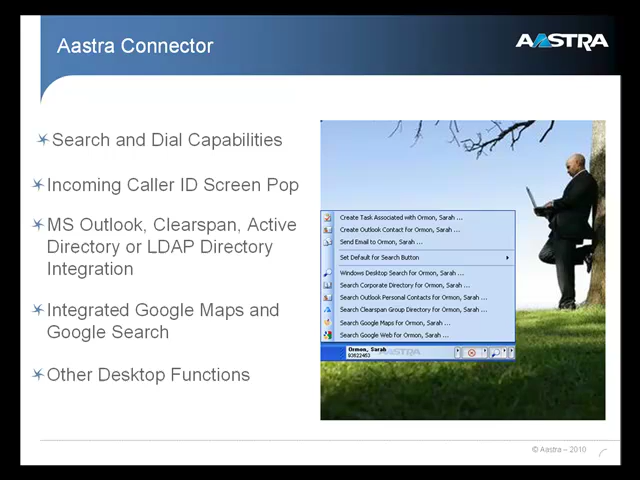 Aastra Connector
AASTRA
Search and Dial Capabilities
Incoming Caller ID Screen Pop
MS Outlook, Clearspan, Active
Directory or LDAP Directory
Integration
Integrated Google Maps and
Google Search
Other Desktop Functions
Create Task Associated with Ormon, Sarah ...
Create Outlook Contact for Ormon, Sarah ...
Send Email to Ormon, Sarah ...
Set Default for Search Button
Windows Desktop Search for Ormon, Sarah ...
Search Corporate Directory for Ormon, Sarah ...
Search Outlook Personal Contacts for Ormon, Sarah ...
Search Clearspan Group Directory for Ormon, Sarah ...
Search Google Maps for Ormon, Sarah ...
Search Google Web for Ormon, Sarah ...
Ormon, Sarah
93822463
AASTRA
© Aastra – 2010